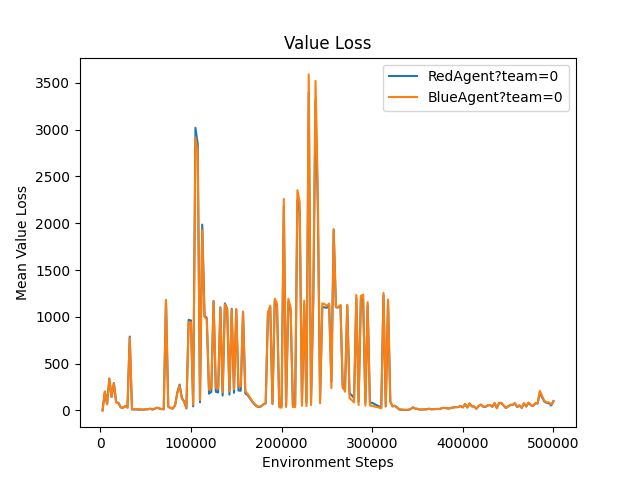 Value Loss
RedAgent?team=0
BlueAgent?team=0
Mean Value Loss
3500
3000
2500
2000
1500
1000
500
0
0
100000
200000
300000
400000
500000
Environment Steps